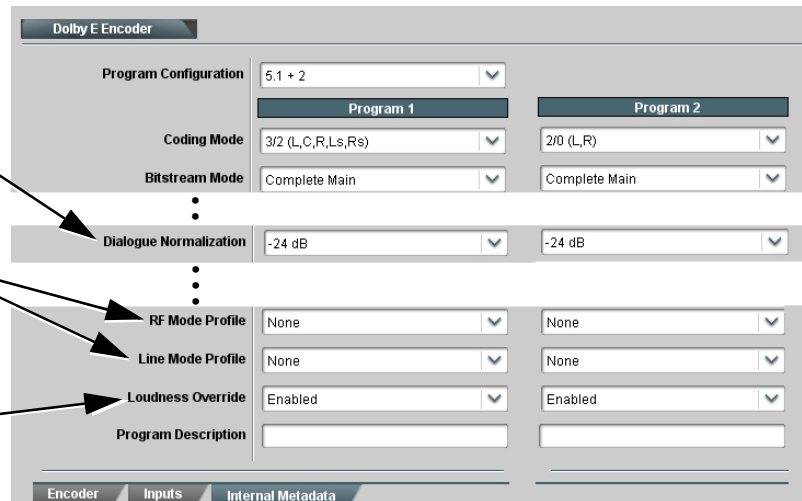 Dolby E Encoder
Program Configuration 5.1 + 2
Program 1 Program 2
Coding Mode 3/2 (L,C,R,Ls,Rs) 2/0 (L,R)
Bitstream Mode Complete Main Complete Main
Dialogue Normalization -24 dB -24 dB
RF Mode Profile None None
Line Mode Profile None None
Loudness Override Enabled Enabled
Program Description
Encoder Inputs Internal Metadata